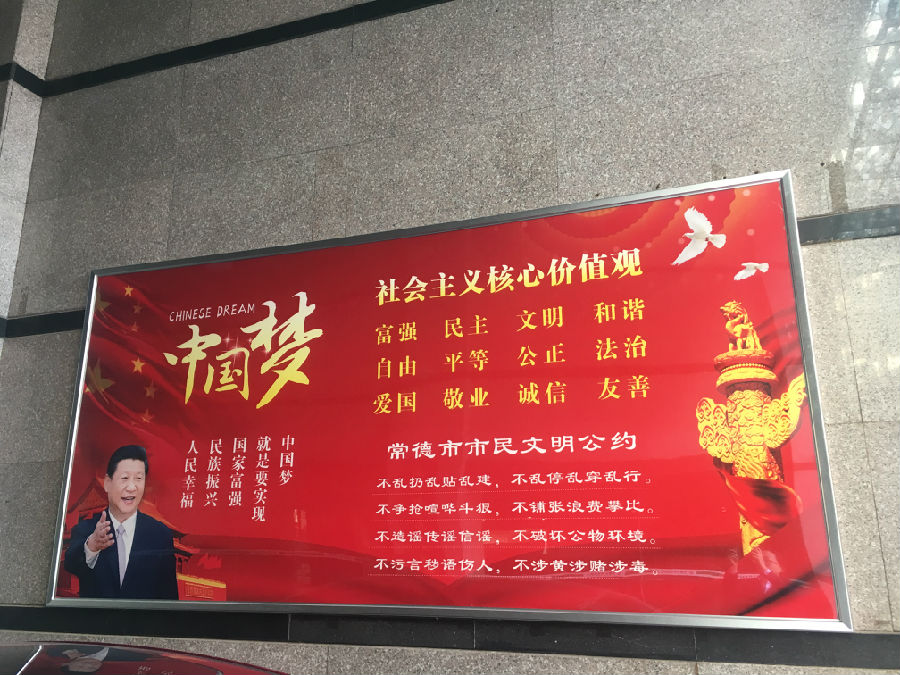 CHINESE DREAM
中国梦
中国梦
就是要实现
国家富强
民族振兴
人民幸福
社会主义核心价值观
富强 民主 文明 和谐
自由 平等 公正 法治
爱国 敬业 诚信 友善
常德市市民文明公约
不乱扔乱贴乱建，不乱停乱穿乱行。
不争抢喧哗斗狠，不铺张浪费攀比。
不造谣传谣信谣，不破坏公物环境。
不污言秽语伤人，不涉黄涉赌涉毒。